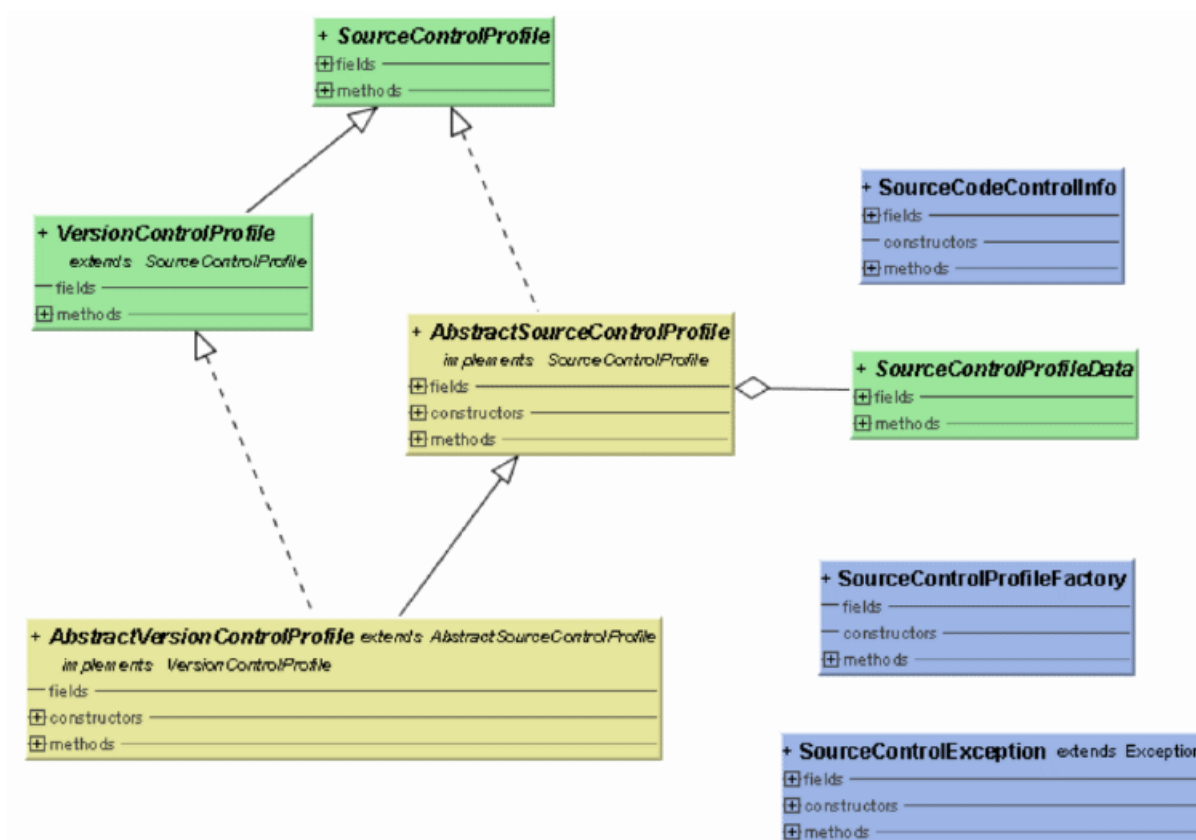 + SourceControlProfile
fields
methods
+ VersionControlProfile
extends SourceControlProfile
fields
methods
+ SourceCodeControlInfo
fields
constructors
methods
+ AbstractSourceControlProfile
implements SourceControlProfile
fields
constructors
methods
+ SourceControlProfileData
fields
methods
+ SourceControlProfileFactory
fields
constructors
methods
+ AbstractVersionControlProfile extends AbstractSourceControlProfile
implements VersionControlProfile
fields
constructors
methods
+ SourceControlException extends Exception
fields
constructors
methods